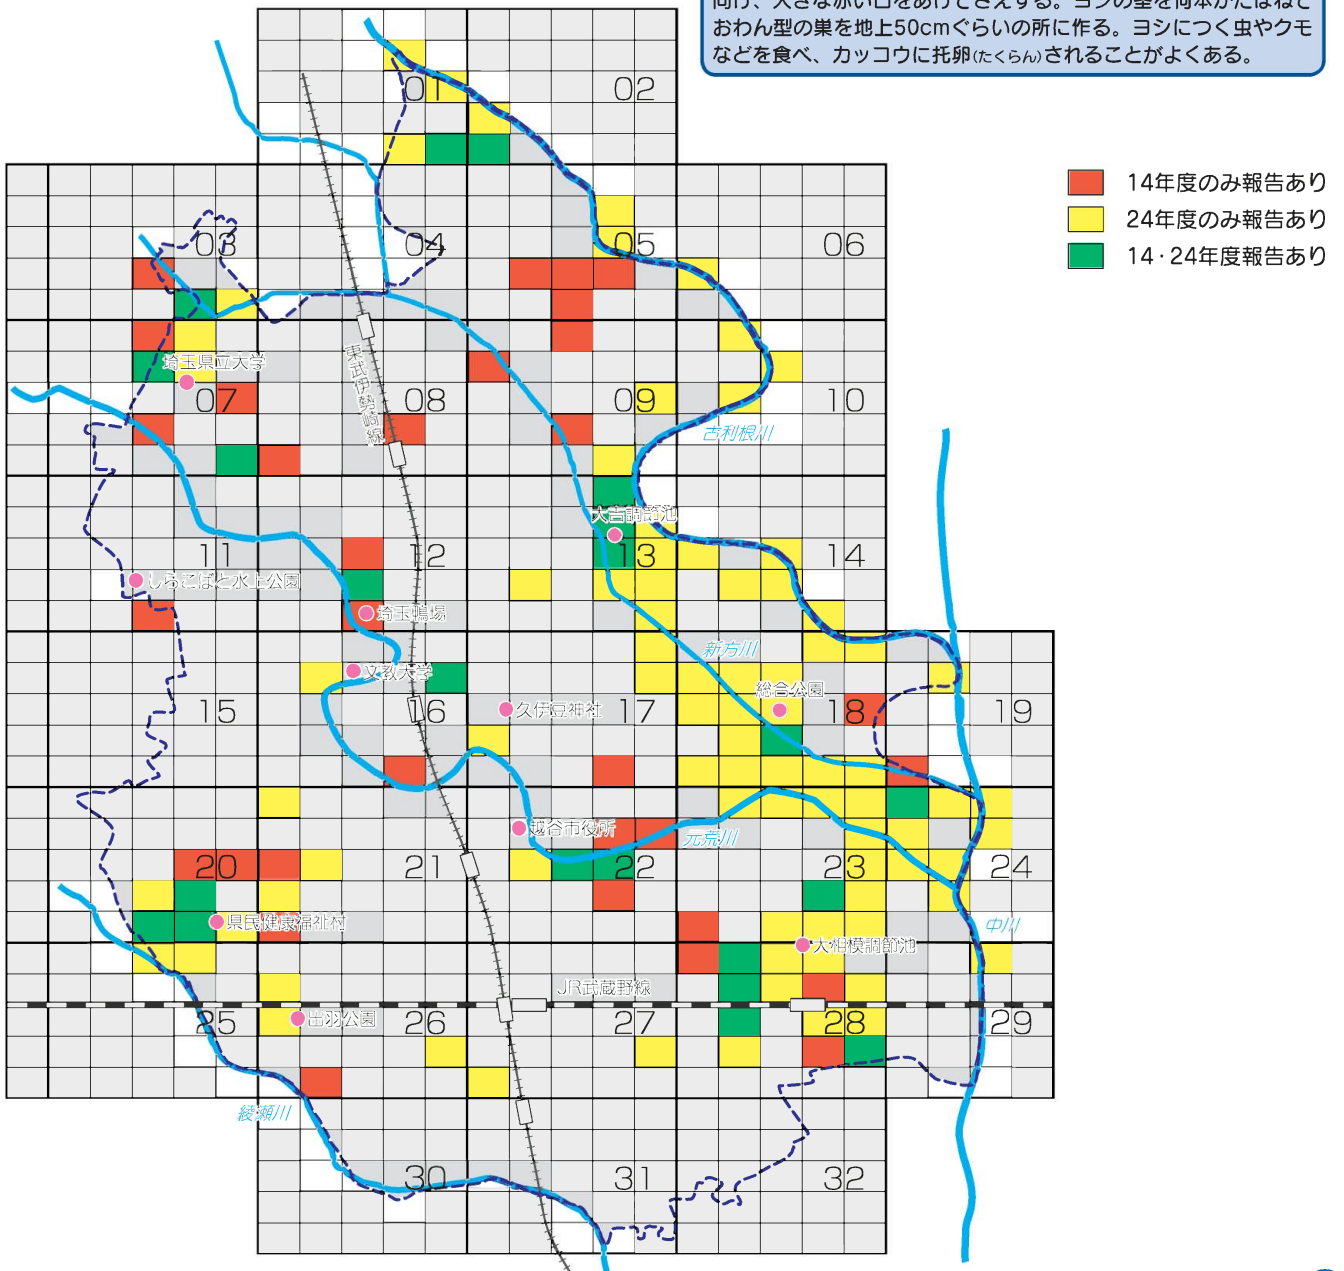 向け、大きな赤い口をあけてさえずる。ヨシの茎を何本かたばねて
おわん型の巣を地上50cmぐらいの所に作る。ヨシにつく虫やクモ
などを食べ、カッコウに托卵(たくらん)されることがよくある。
01
02
14年度のみ報告あり
24年度のみ報告あり
14・24年度報告あり
03
04
05
06
東武伊勢崎線
埼玉県立大学
07
08
09
10
古利根川
大吉調節池
11
12
13
14
しらこばと水上公園
埼玉鴨場
新方川
文教大学
総合公園
15
16
久伊豆神社
17
18
19
越谷市役所
元荒川
20
21
22
23
24
県民健康福祉村
中川
大相模調節池
JR武蔵野線
25
出羽公園
26
27
28
29
綾瀬川
30
31
32